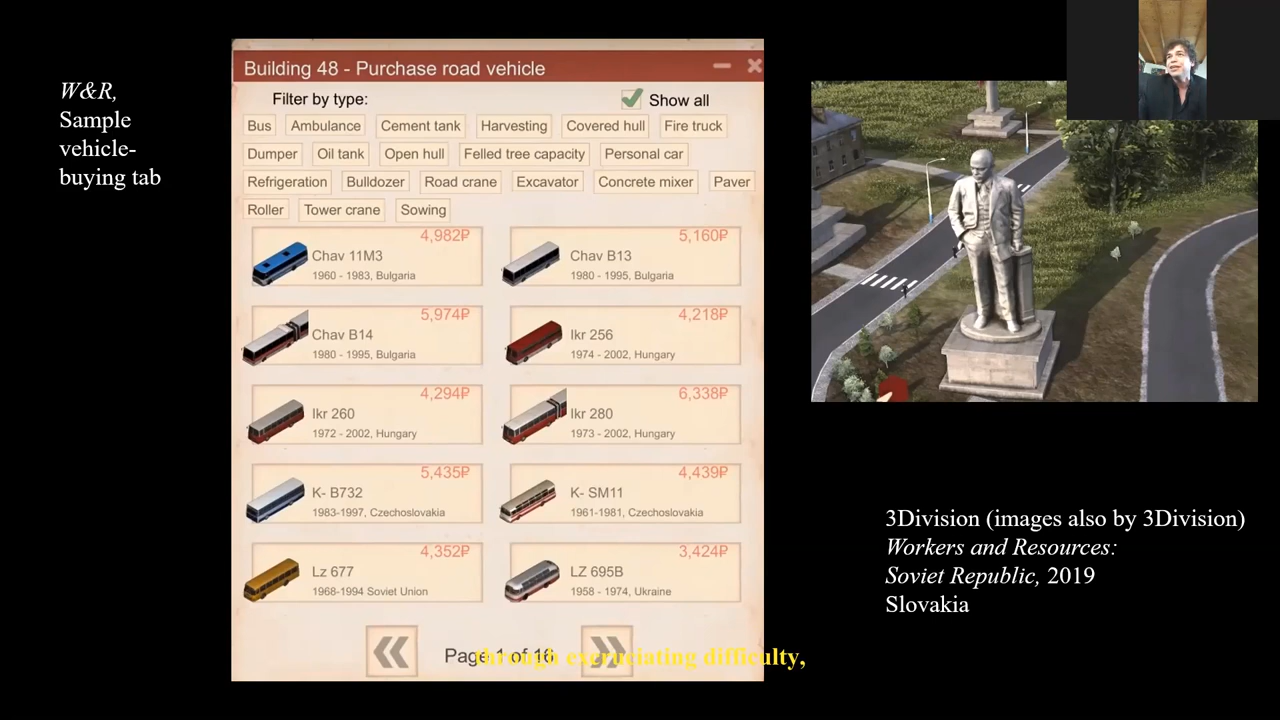 W&R,
Sample
vehicle-
buying tab
Building 48 - Purchase road vehicle
Filter by type:
Show all
Bus
Ambulance
Cement tank
Harvesting
Covered hull
Fire truck
Dumper
Oil tank
Open hull
Felled tree capacity
Personal car
Refrigeration
Bulldozer
Road crane
Excavator
Concrete mixer
Paver
Roller
Tower crane
Sowing
4,982₽
Chav 11M3
1960 - 1983, Bulgaria
5,160₽
Chav B13
1980 - 1995, Bulgaria
5,974₽
Chav B14
1980 - 1995, Bulgaria
4,218₽
Ikr 256
1974 - 2002, Hungary
4,294₽
Ikr 260
1972 - 2002, Hungary
6,338₽
Ikr 280
1973 - 2002, Hungary
5,435₽
K- B732
1983-1997, Czechoslovakia
4,439₽
K- SM11
1961-1981, Czechoslovakia
4,352₽
Lz 677
1968-1994 Soviet Union
3,424₽
LZ 695B
1958 - 1974, Ukraine
Page 1 of 16
through excruciating difficulty,
3Division (images also by 3Division)
Workers and Resources:
Soviet Republic, 2019
Slovakia